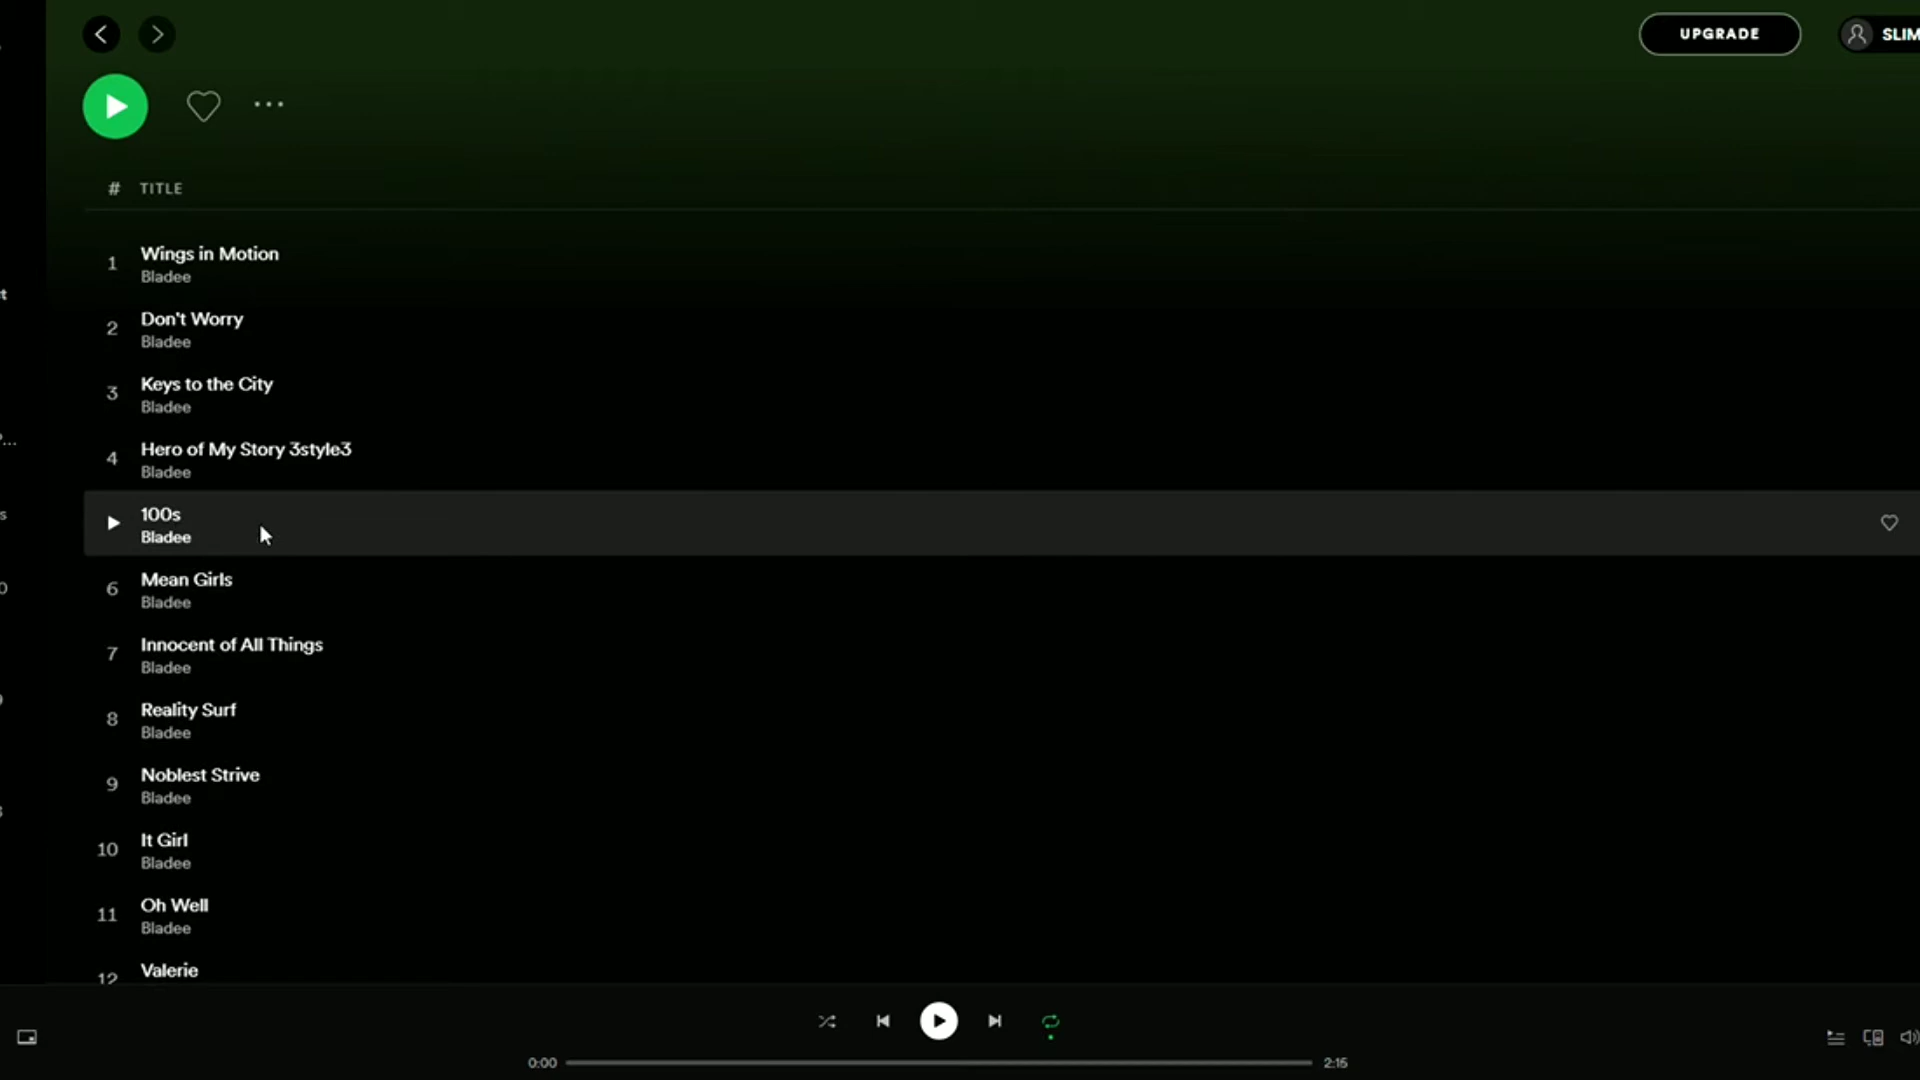 UPGRADE
SLIM
# TITLE
1 Wings in Motion
Bladee
2 Don't Worry
Bladee
3 Keys to the City
Bladee
4 Hero of My Story 3style3
Bladee
100s
Bladee
6 Mean Girls
Bladee
7 Innocent of All Things
Bladee
8 Reality Surf
Bladee
9 Noblest Strive
Bladee
10 It Girl
Bladee
11 Oh Well
Bladee
12 Valerie
0:00 2:15